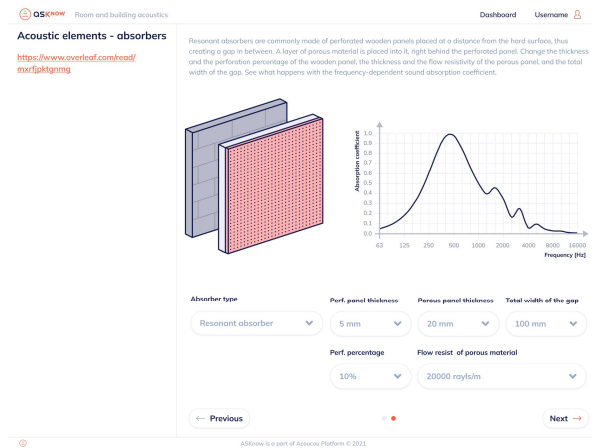 ASKNOW
Room and building acoustics
Dashboard
Username
Acoustic elements - absorbers
https://www.overleaf.com/read/
mxrfjpktgnmg
Resonant absorbers are commonly made of perforated wooden panels placed at a distance from the hard surface, thus
creating a gap in between. A layer of porous material is placed into it, right behind the perforated panel. Change the thickness
and the perforation percentage of the wooden panel, the thickness and the flow resistivity of the porous panel, and the total
width of the gap. See what happens with the frequency-dependent sound absorption coefficient.
Absorption coefficient
1.0
0.9
0.8
0.7
0.6
0.5
0.4
0.3
0.2
0.1
0.0
63 125 250 500 1000 2000 4000 8000 16000
Frequency [Hz]
Absorber type
Perf. panel thickness
Porous panel thickness
Total width of the gap
Resonant absorber
5 mm
20 mm
100 mm
Perf. percentage
Flow resist of porous material
10%
20000 rayls/m
← Previous
Next →
ASKnow is a part of Acoucou Platform © 2021.